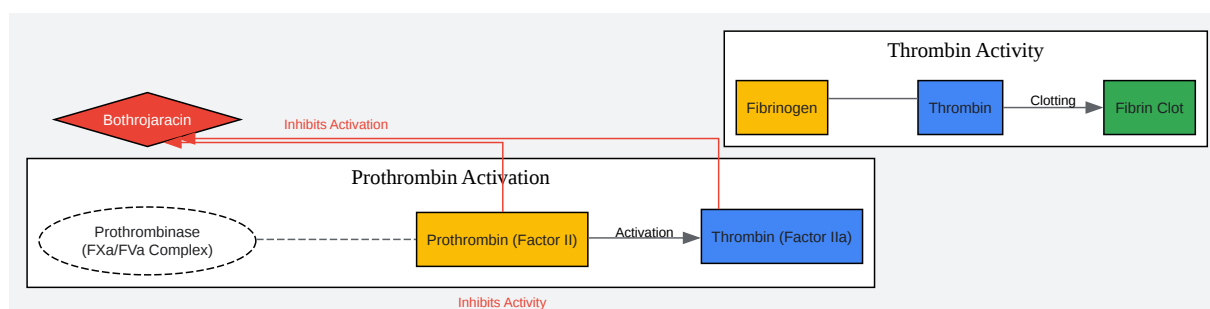 Thrombin Activity
Fibrinogen
Thrombin
Clotting
Fibrin Clot
Bothrojaracin
Inhibits Activation
Prothrombin Activation
Prothrombinase
(FXa/FVa Complex)
Prothrombin (Factor II)
Activation
Thrombin (Factor IIa)
Inhibits Activity